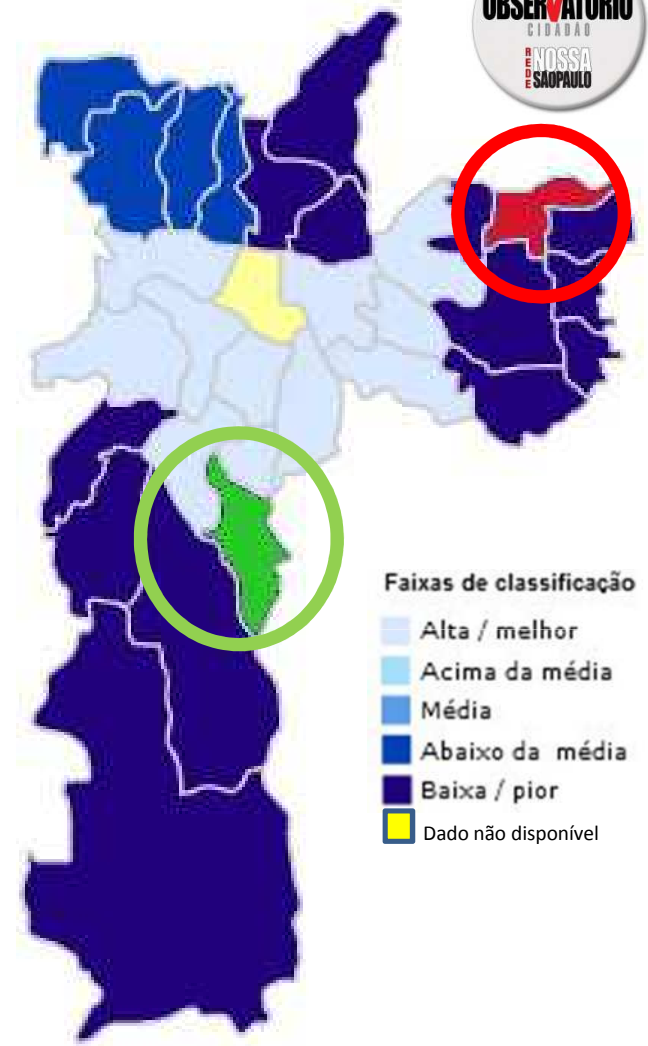 OBSERVATÓRIO
CIDADÃO
REDE
NOSSA
SÃOPAULO
Faixas de classificação
Alta / melhor
Acima da média
Média
Abaixo da média
Baixa / pior
Dado não disponível